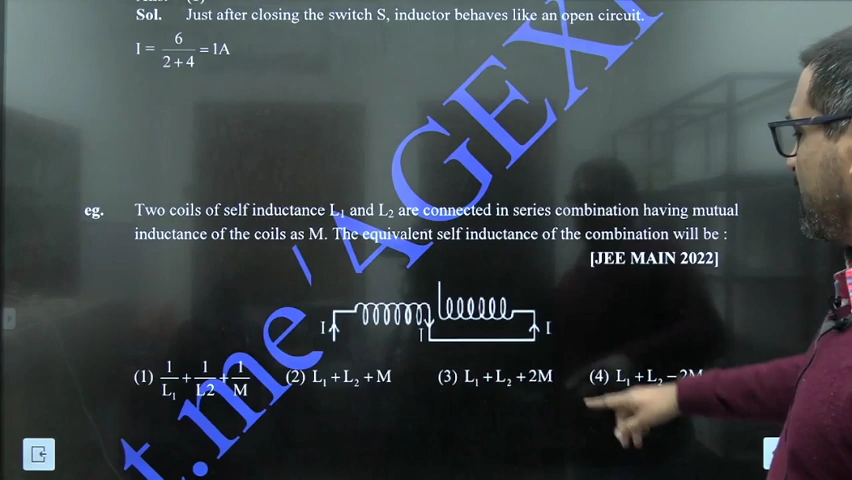 Sol. Just after closing the switch S, inductor behaves like an open circuit.
I = 6/(2+4) = 1A
eg. Two coils of self inductance L₁ and L₂ are connected in series combination having mutual
inductance of the coils as M. The equivalent self inductance of the combination will be :
[JEE MAIN 2022]
I I I
(1) 1/L₁ + 1/L2 + 1/M (2) L₁ + L₂ + M (3) L₁ + L₂ + 2M (4) L₁ + L₂ − 2M
t.me/AGEXI